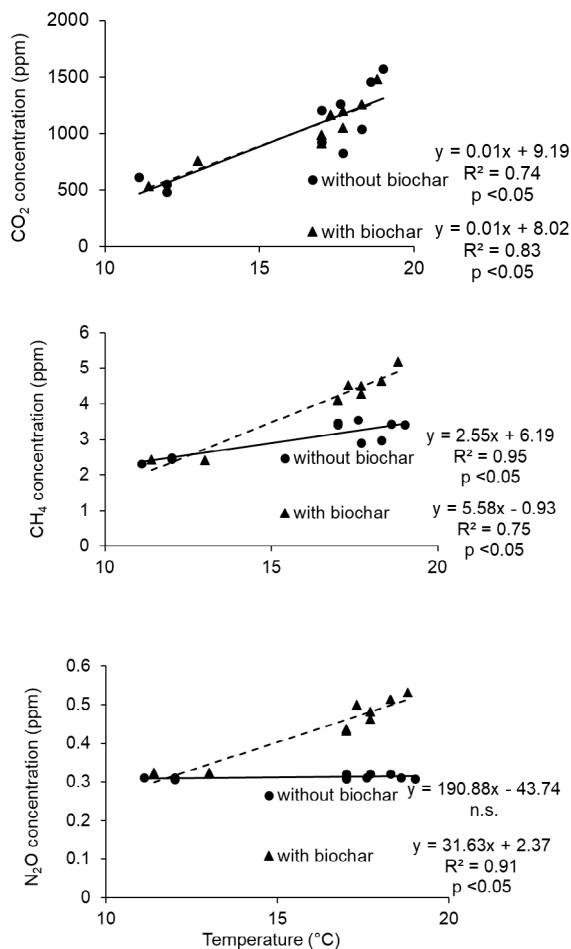 2000
1500
1000
500
0
CO₂ concentration (ppm)
without biochar
y = 0.01x + 9.19
R² = 0.74
p <0.05
with biochar
y = 0.01x + 8.02
R² = 0.83
p <0.05
10
15
20
6
5
4
3
2
1
0
CH₄ concentration (ppm)
without biochar
y = 2.55x + 6.19
R² = 0.95
p <0.05
with biochar
y = 5.58x - 0.93
R² = 0.75
p <0.05
10
15
20
0.6
0.5
0.4
0.3
0.2
0.1
0
N₂O concentration (ppm)
without biochar
y = 190.88x - 43.74
n.s.
with biochar
y = 31.63x + 2.37
R² = 0.91
p <0.05
10
15
20
Temperature (°C)